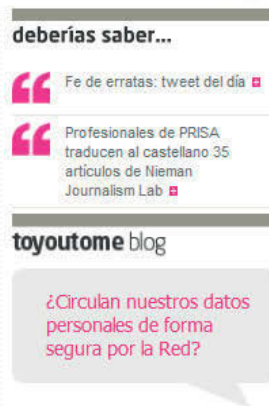 deberías saber...
Fe de erratas: tweet del día
Profesionales de PRISA
traducen al castellano 35
artículos de Nieman
Journalism Lab
toyoutome blog
¿Circulan nuestros datos
personales de forma
segura por la Red?